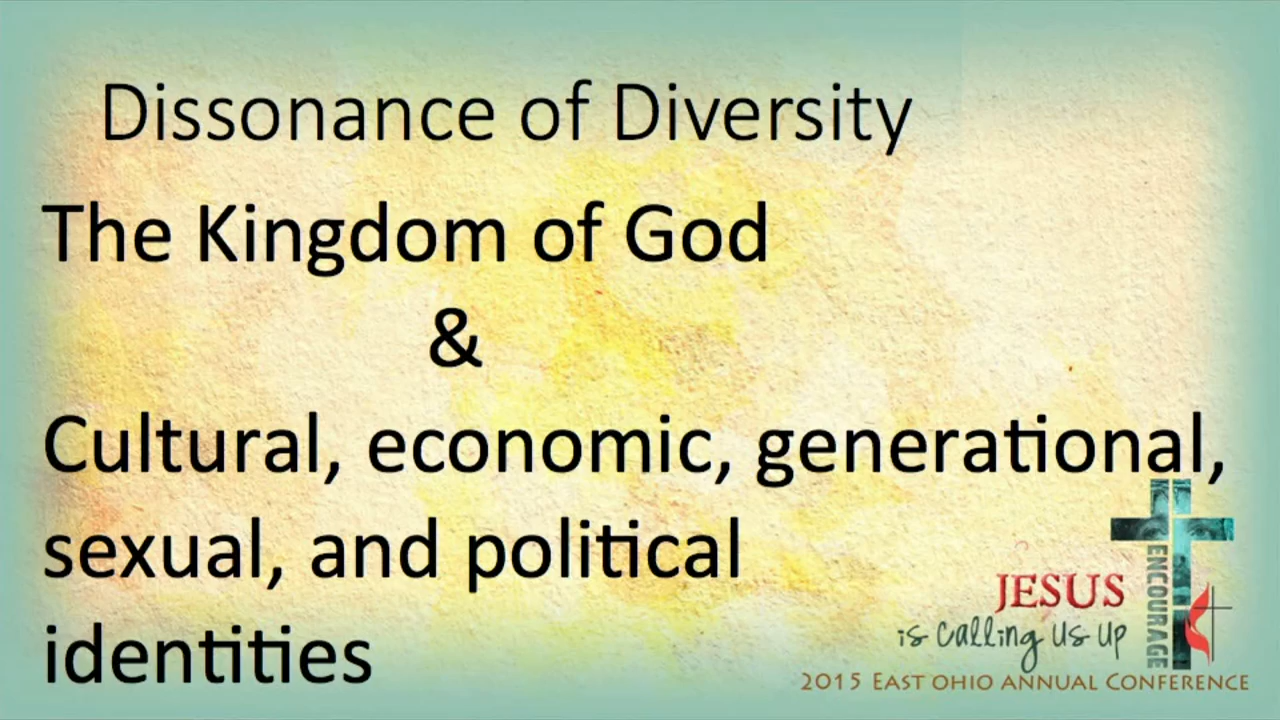 Dissonance of Diversity
The Kingdom of God
&
Cultural, economic, generational,
sexual, and political
identities
ENCOURAGE
JESUS
is calling us up
2015 EAST OHIO ANNUAL CONFERENCE